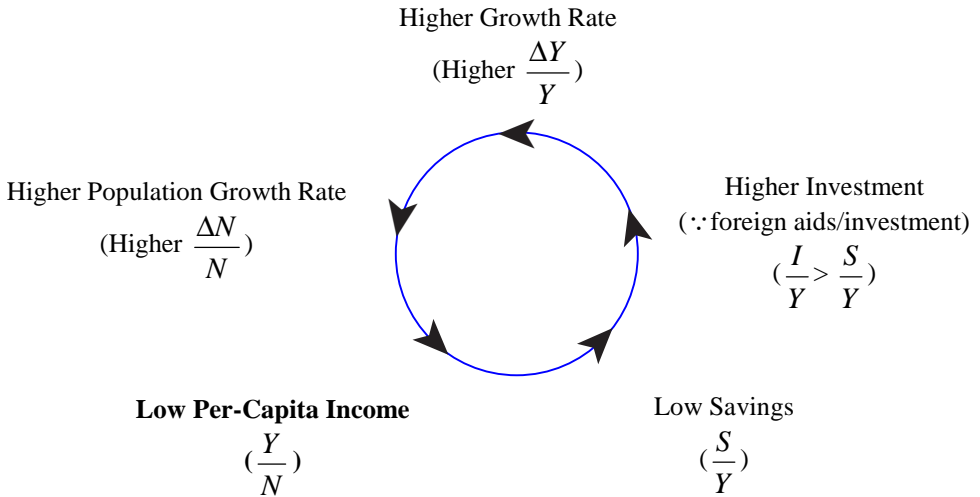 Higher Growth Rate
(Higher ΔY/Y)
Higher Population Growth Rate
(Higher ΔN/N)
Higher Investment
(∵foreign aids/investment)
(I/Y > S/Y)
Low Per-Capita Income
(Y/N)
Low Savings
(S/Y)